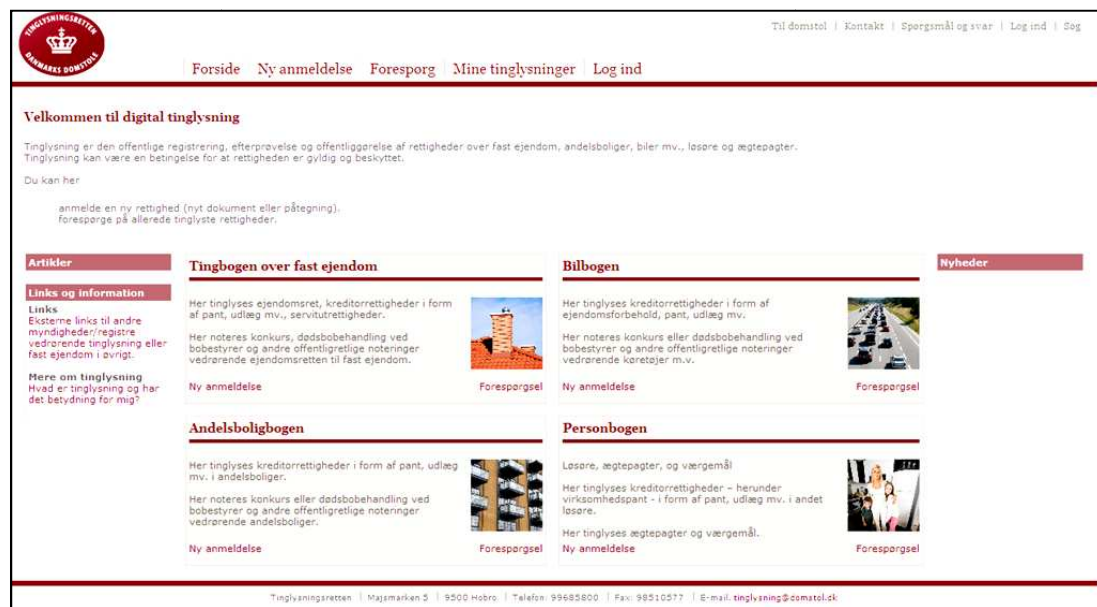 TINGLYSNINGSRETTEN
DANMARKS DOMSTOLE
Til domstol | Kontakt | Spørgsmål og svar | Log ind | Søg
Forside Ny anmeldelse Forespørg Mine tinglysninger Log ind
Velkommen til digital tinglysning
Tinglysning er den offentlige registrering, efterprøvelse og offentliggørelse af rettigheder over fast ejendom, andelsboliger, biler mv., løsøre og ægtepagter.
Tinglysning kan være en betingelse for at rettigheden er gyldig og beskyttet.
Du kan her
anmelde en ny rettighed (nyt dokument eller påtegning).
forespørge på allerede tinglyste rettigheder.
Artikler
Links og information
Links
Eksterne links til andre
myndigheder/registre
vedrørende tinglysning eller
fast ejendom i øvrigt.
Mere om tinglysning
Hvad er tinglysning og har
det betydning for mig?
Tingbogen over fast ejendom
Her tinglyses ejendomsret, kreditorrettigheder i form
af pant, udlæg mv., servitutrettigheder.
Her noteres konkurs, dødsbobehandling ved
bobestyrer og andre offentligretlige noteringer
vedrørende ejendomsretten til fast ejendom.
Ny anmeldelse Forespørgsel
Bilbogen
Her tinglyses kreditorrettigheder i form af
ejendomsforbehold, pant, udlæg mv.
Her noteres konkurs eller dødsbobehandling ved
bobestyrer og andre offentligretlige noteringer
vedrørende køretøjer m.v.
Ny anmeldelse Forespørgsel
Nyheder
Andelsboligbogen
Her tinglyses kreditorrettigheder i form af pant, udlæg
mv. i andelsboliger.
Her noteres konkurs eller dødsbobehandling ved
bobestyrer og andre offentligretlige noteringer
vedrørende andelsboliger.
Ny anmeldelse Forespørgsel
Personbogen
Løsøre, ægtepagter, og værgemål
Her tinglyses kreditorrettigheder – herunder
virksomhedspant - i form af pant, udlæg mv. i andet
løsøre.
Her tinglyses ægtepagter og værgemål.
Ny anmeldelse Forespørgsel
Tinglysningsretten | Majsmarken 5 | 9500 Hobro | Telefon: 99685800 | Fax: 98510577 | E-mail: tinglysning@domstol.dk